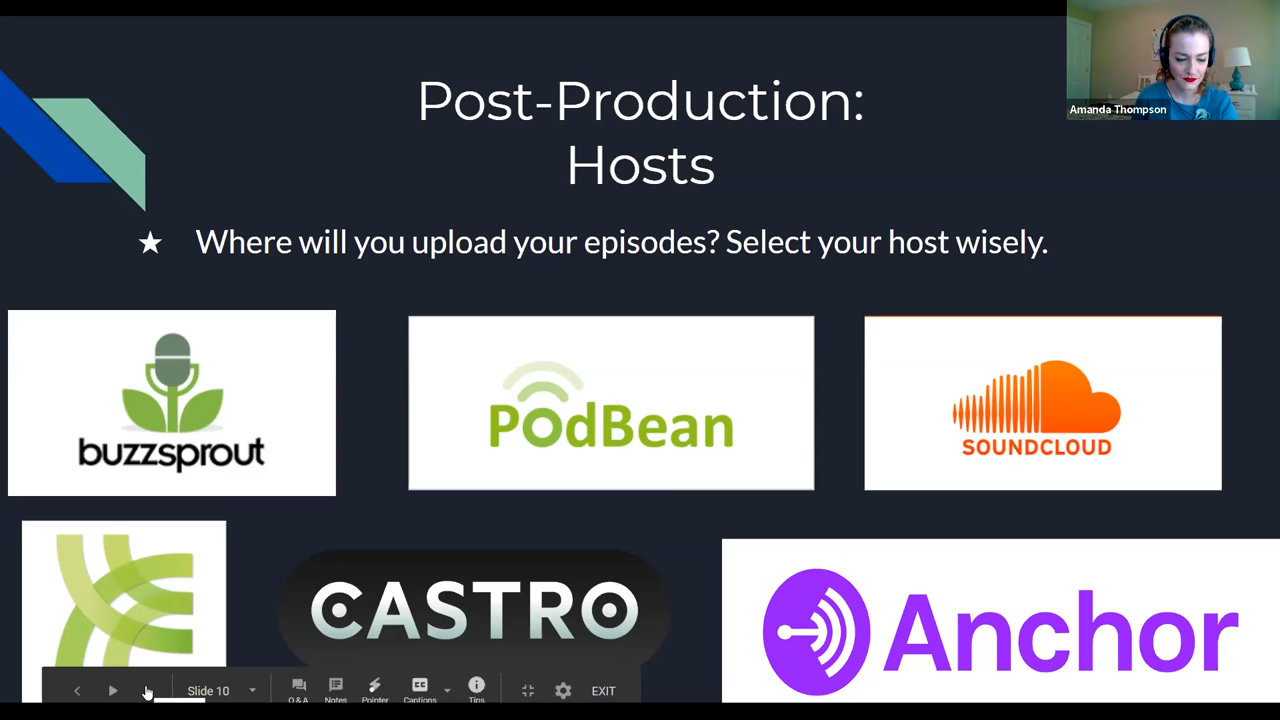 Amanda Thompson
Post-Production:
Hosts
★ Where will you upload your episodes? Select your host wisely.
buzzsprout
PodBean
SOUNDCLOUD
CASTRO
Anchor
Slide 10
Q&A
Notes
Pointer
Captions
Tips
EXIT